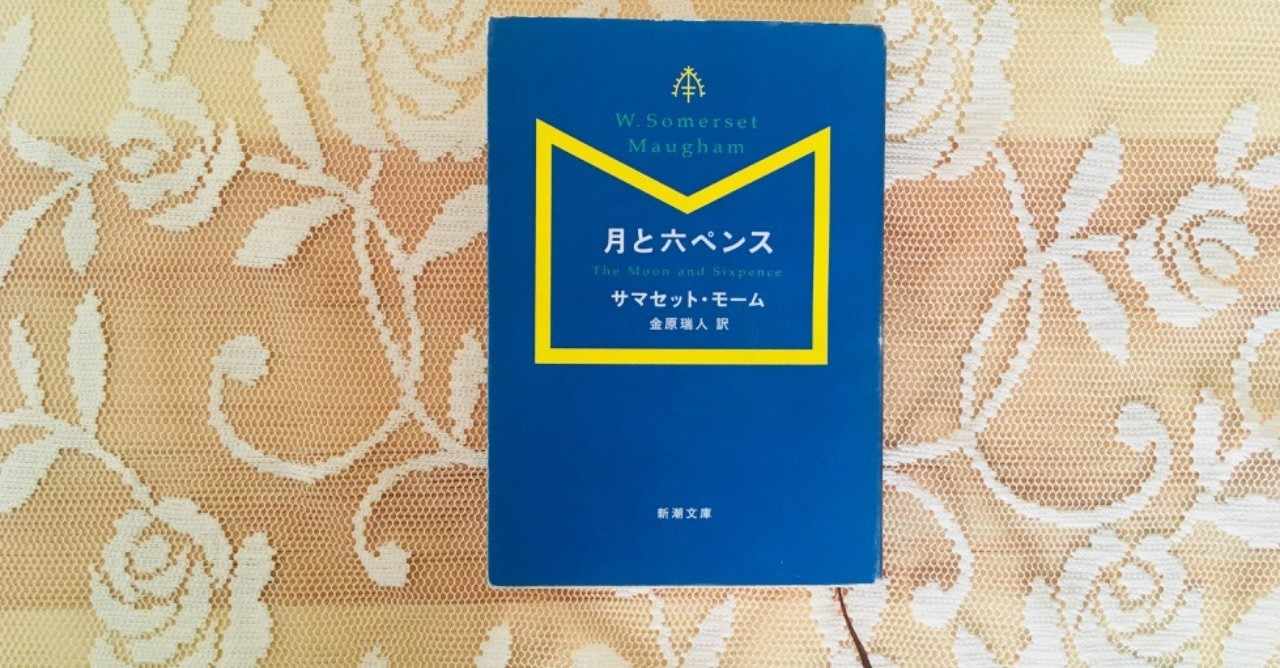 W. Somerset
Maugham
月と六ペンス
The Moon and Sixpence
サマセット・モーム
金原瑞人 訳
新潮文庫